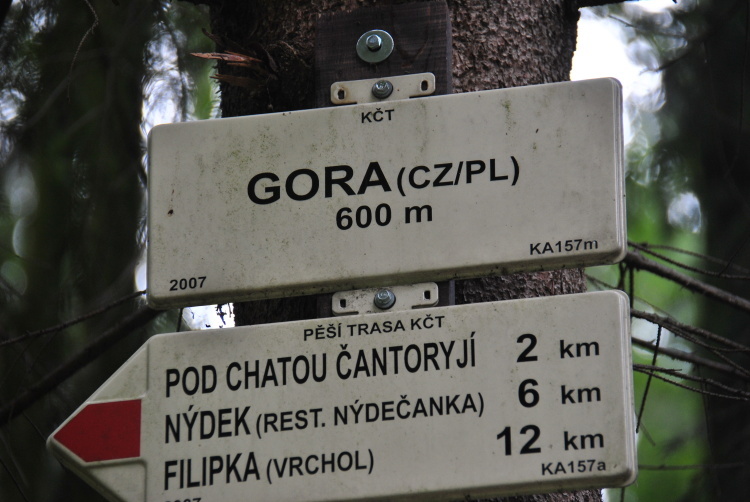 KČT
GORA (CZ/PL)
600 m
2007 KA157m
PĚŠÍ TRASA KČT
POD CHATOU ČANTORYJÍ 2 km
NÝDEK (REST. NÝDEČANKA) 6 km
FILIPKA (VRCHOL) 12 km
2007 KA157a